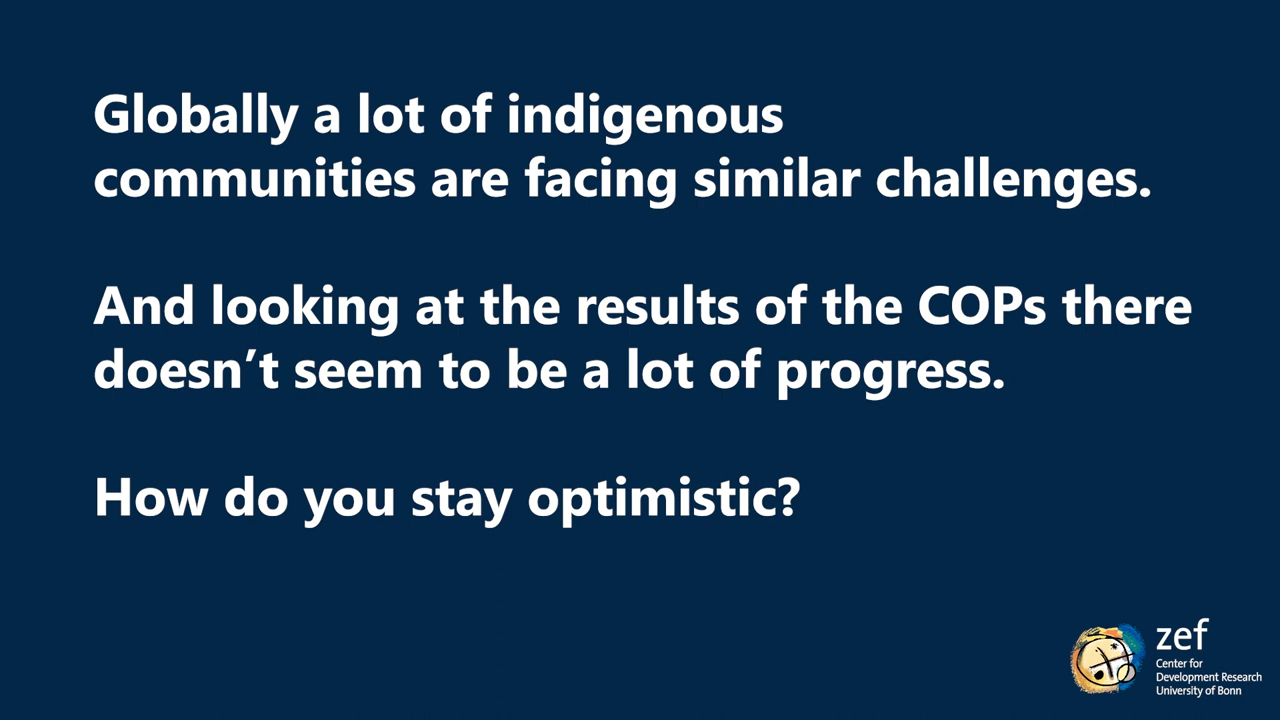 Globally a lot of indigenous
communities are facing similar challenges.
And looking at the results of the COPs there
doesn’t seem to be a lot of progress.
How do you stay optimistic?
zef
Center for
Development Research
University of Bonn